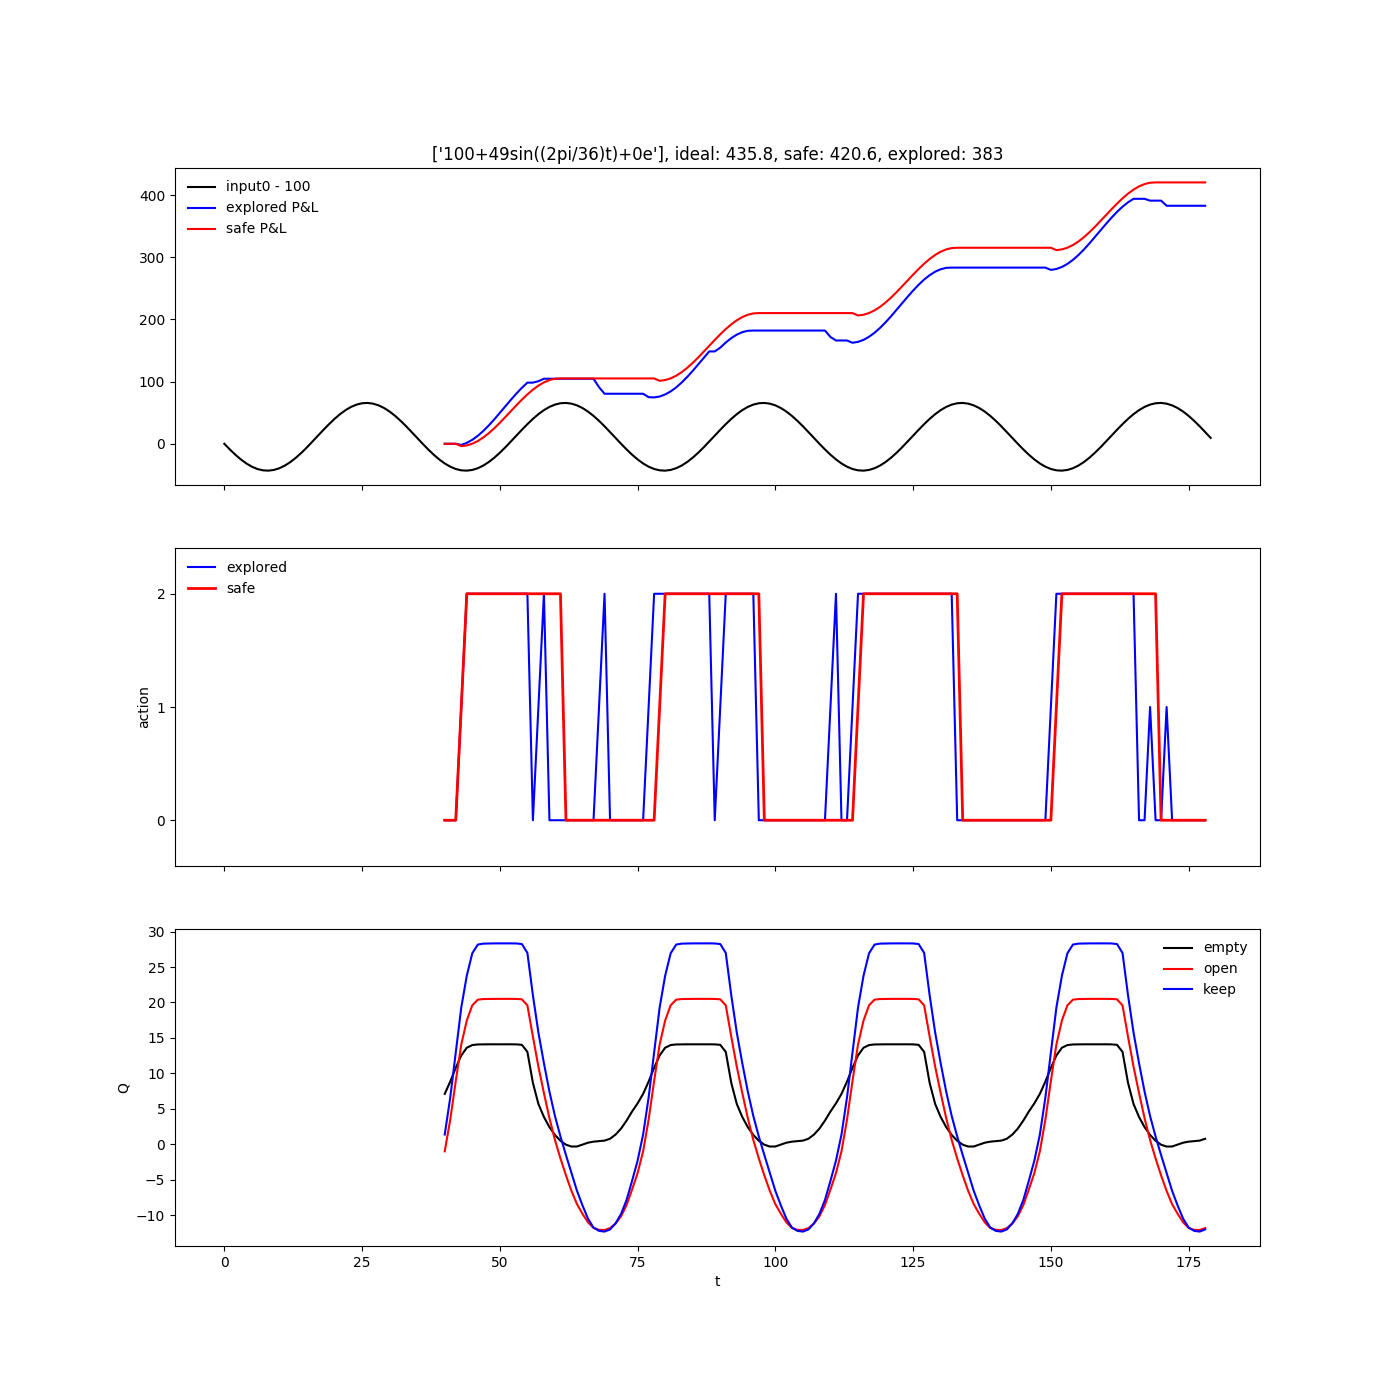 ['100+49sin((2pi/36)t)+0e'], ideal: 435.8, safe: 420.6, explored: 383
input0 - 100
explored P&L
safe P&L
400
300
200
100
0
explored
safe
2
1
0
action
empty
open
keep
30
25
20
15
10
5
0
−5
−10
Q
0 25 50 75 100 125 150 175
t